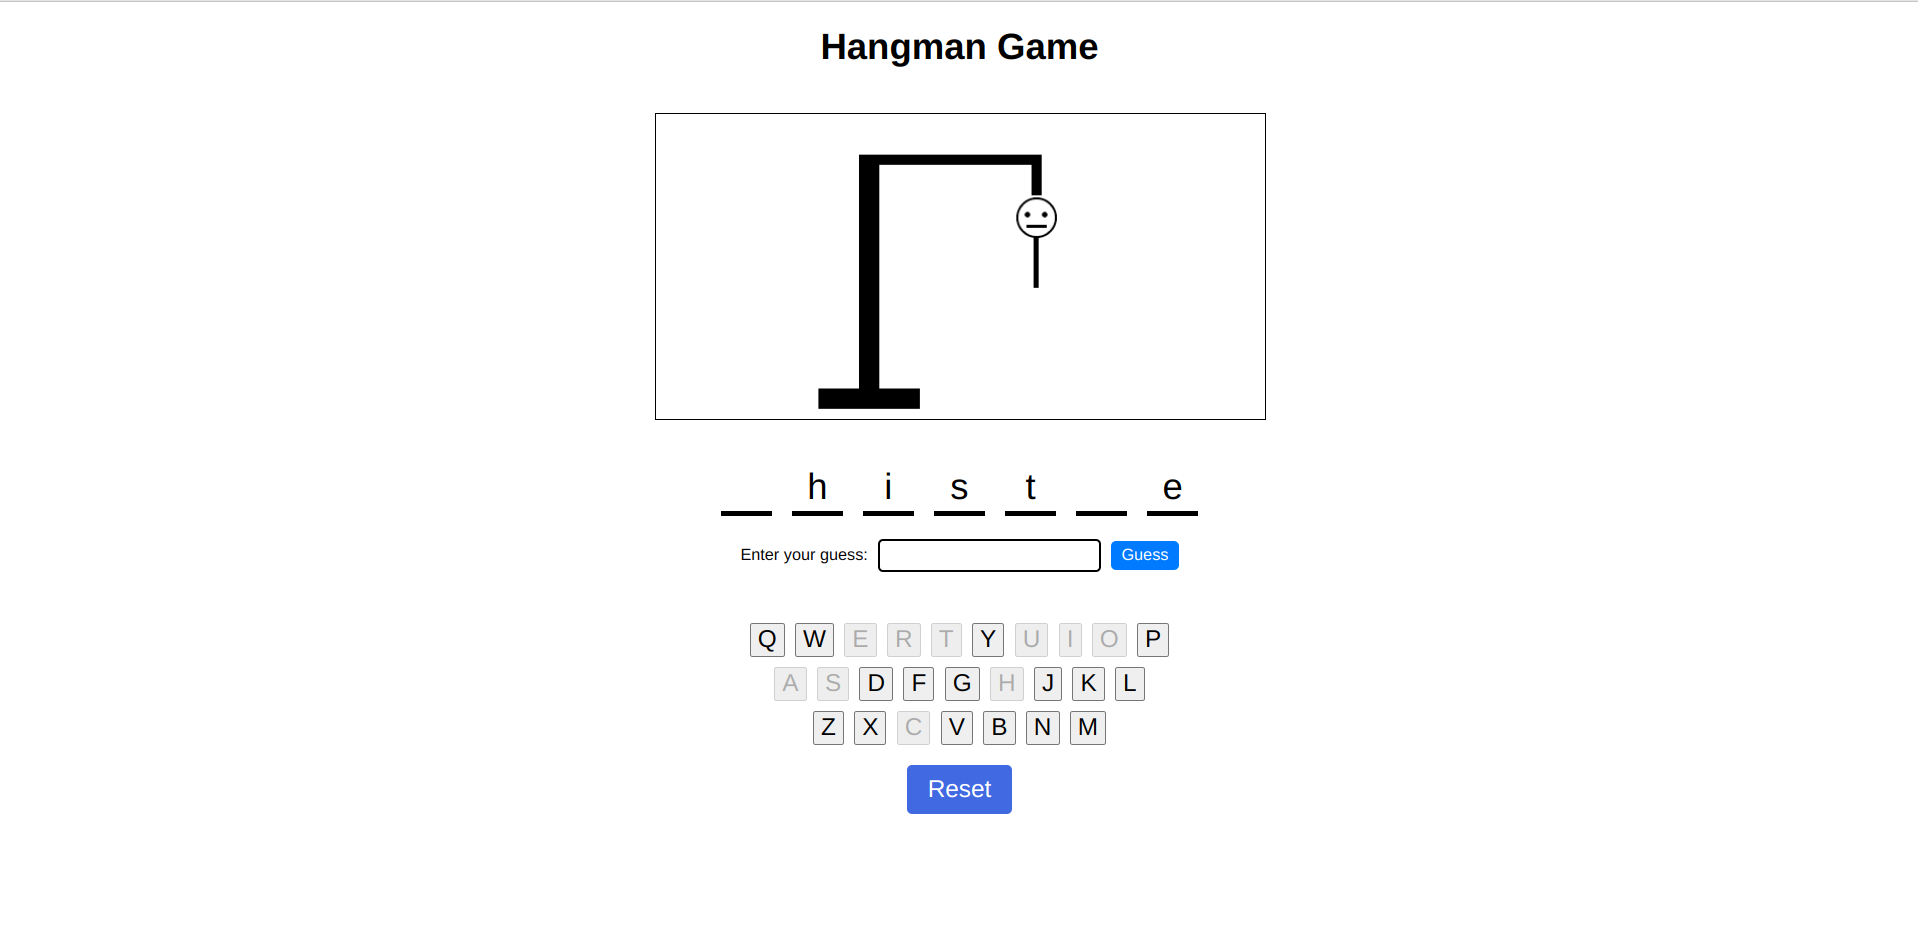 Hangman Game
h i s t e
Enter your guess: Guess
Q W E R T Y U I O P
A S D F G H J K L
Z X C V B N M
Reset